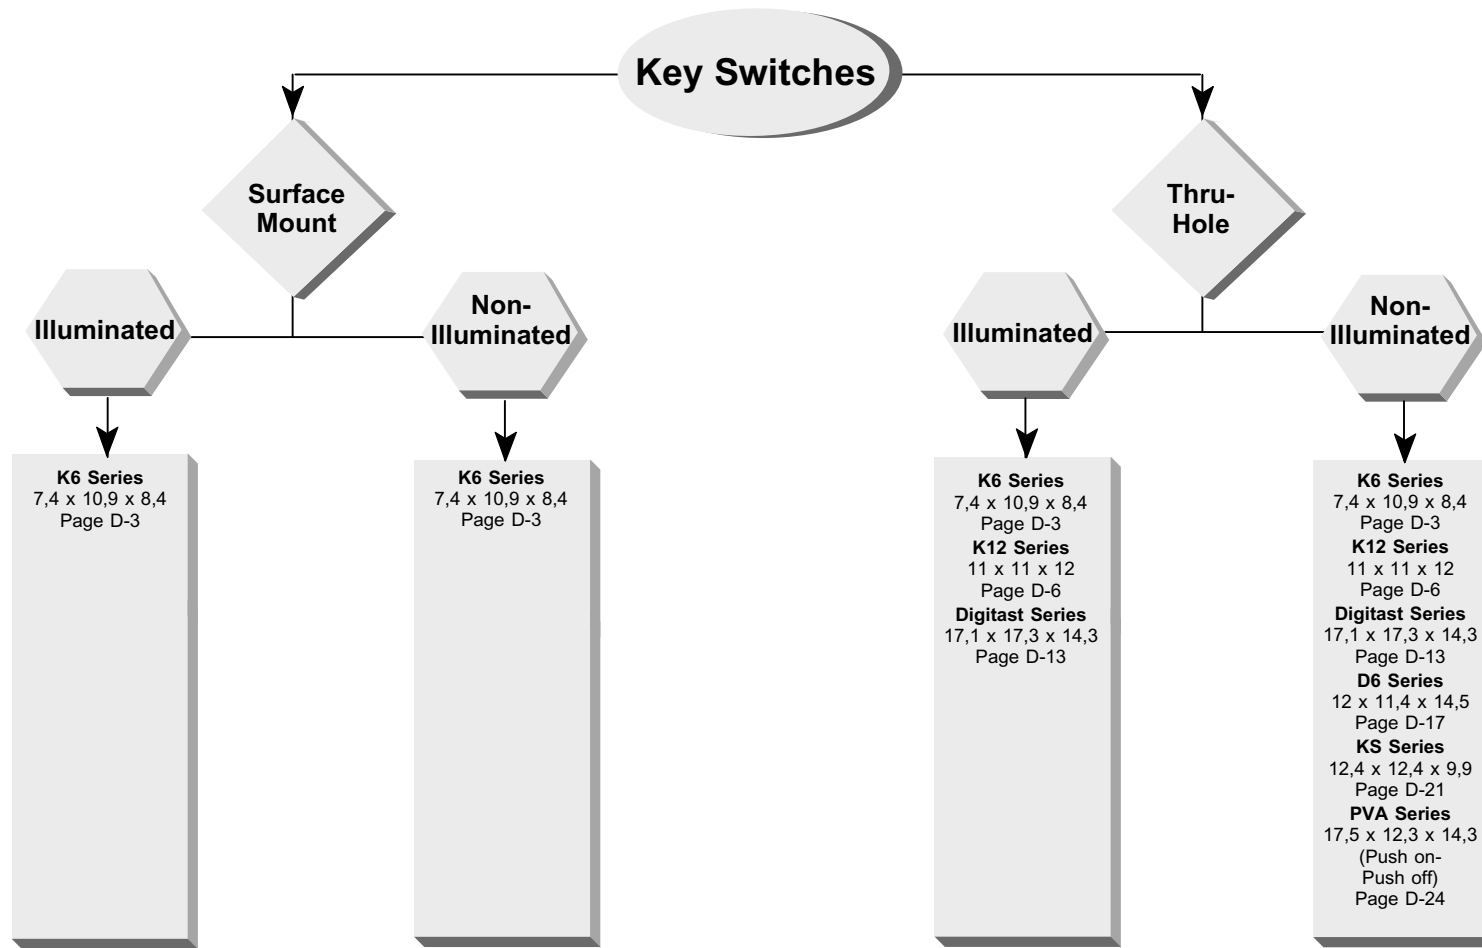 Key Switches
Surface
Mount
Thru-
Hole
Illuminated
Non-
Illuminated
Illuminated
Non-
Illuminated
K6 Series
7,4 x 10,9 x 8,4
Page D-3
K6 Series
7,4 x 10,9 x 8,4
Page D-3
K6 Series
7,4 x 10,9 x 8,4
Page D-3
K12 Series
11 x 11 x 12
Page D-6
Digitast Series
17,1 x 17,3 x 14,3
Page D-13
K6 Series
7,4 x 10,9 x 8,4
Page D-3
K12 Series
11 x 11 x 12
Page D-6
Digitast Series
17,1 x 17,3 x 14,3
Page D-13
D6 Series
12 x 11,4 x 14,5
Page D-17
KS Series
12,4 x 12,4 x 9,9
Page D-21
PVA Series
17,5 x 12,3 x 14,3
(Push on-
Push off)
Page D-24